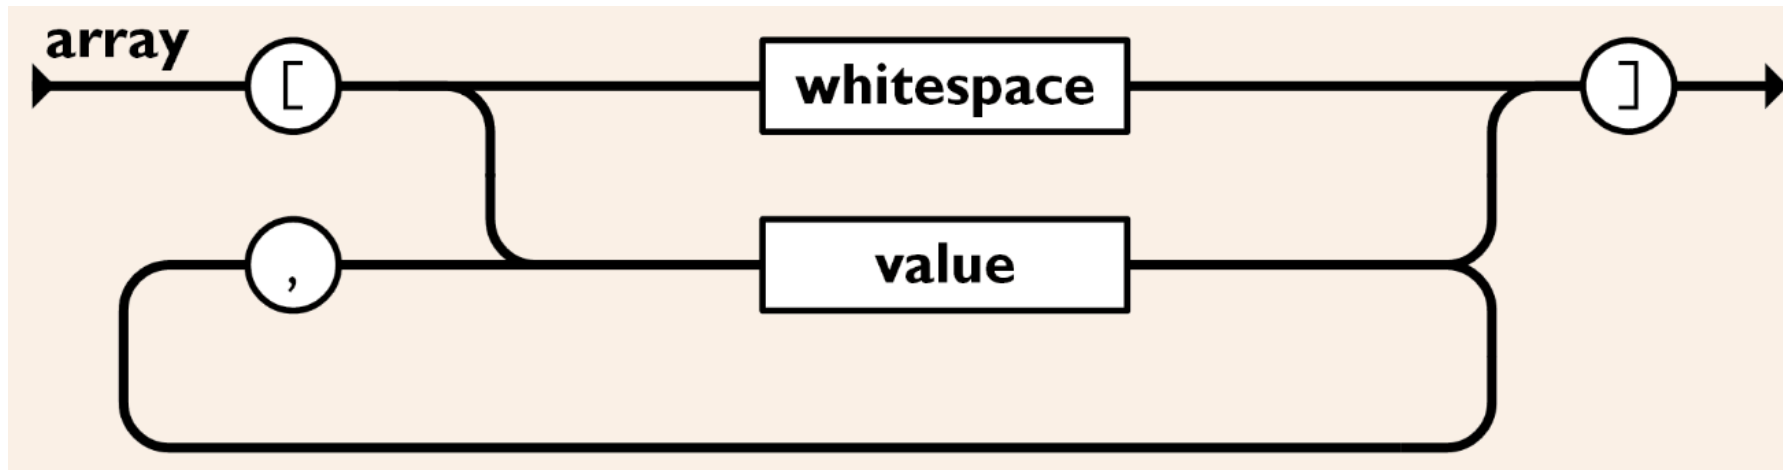 array
[ whitespace ]
, value